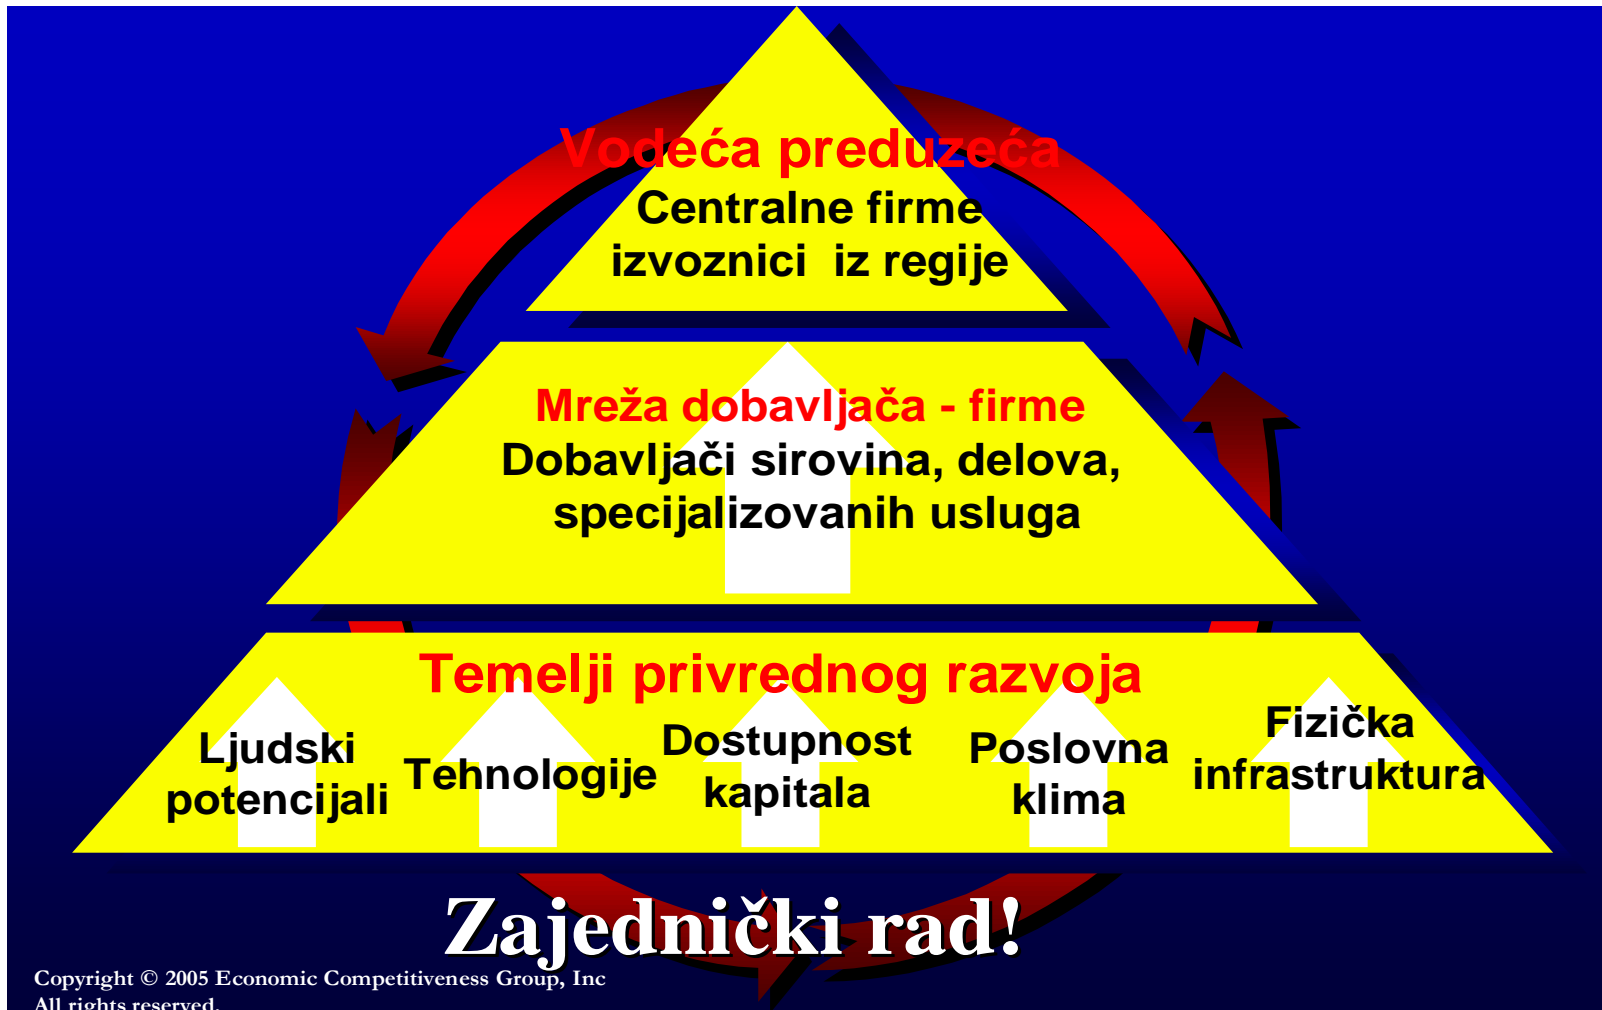 Vodeća preduzeća
Centralne firme
izvoznici iz regije
Mreža dobavljača - firme
Dobavljači sirovina, delova,
specijalizovanih usluga
Temelji privrednog razvoja
Ljudski
potencijali
Tehnologije
Dostupnost
kapitala
Poslovna
klima
Fizička
infrastruktura
Zajednički rad!
Copyright © 2005 Economic Competitiveness Group, Inc
All rights reserved.